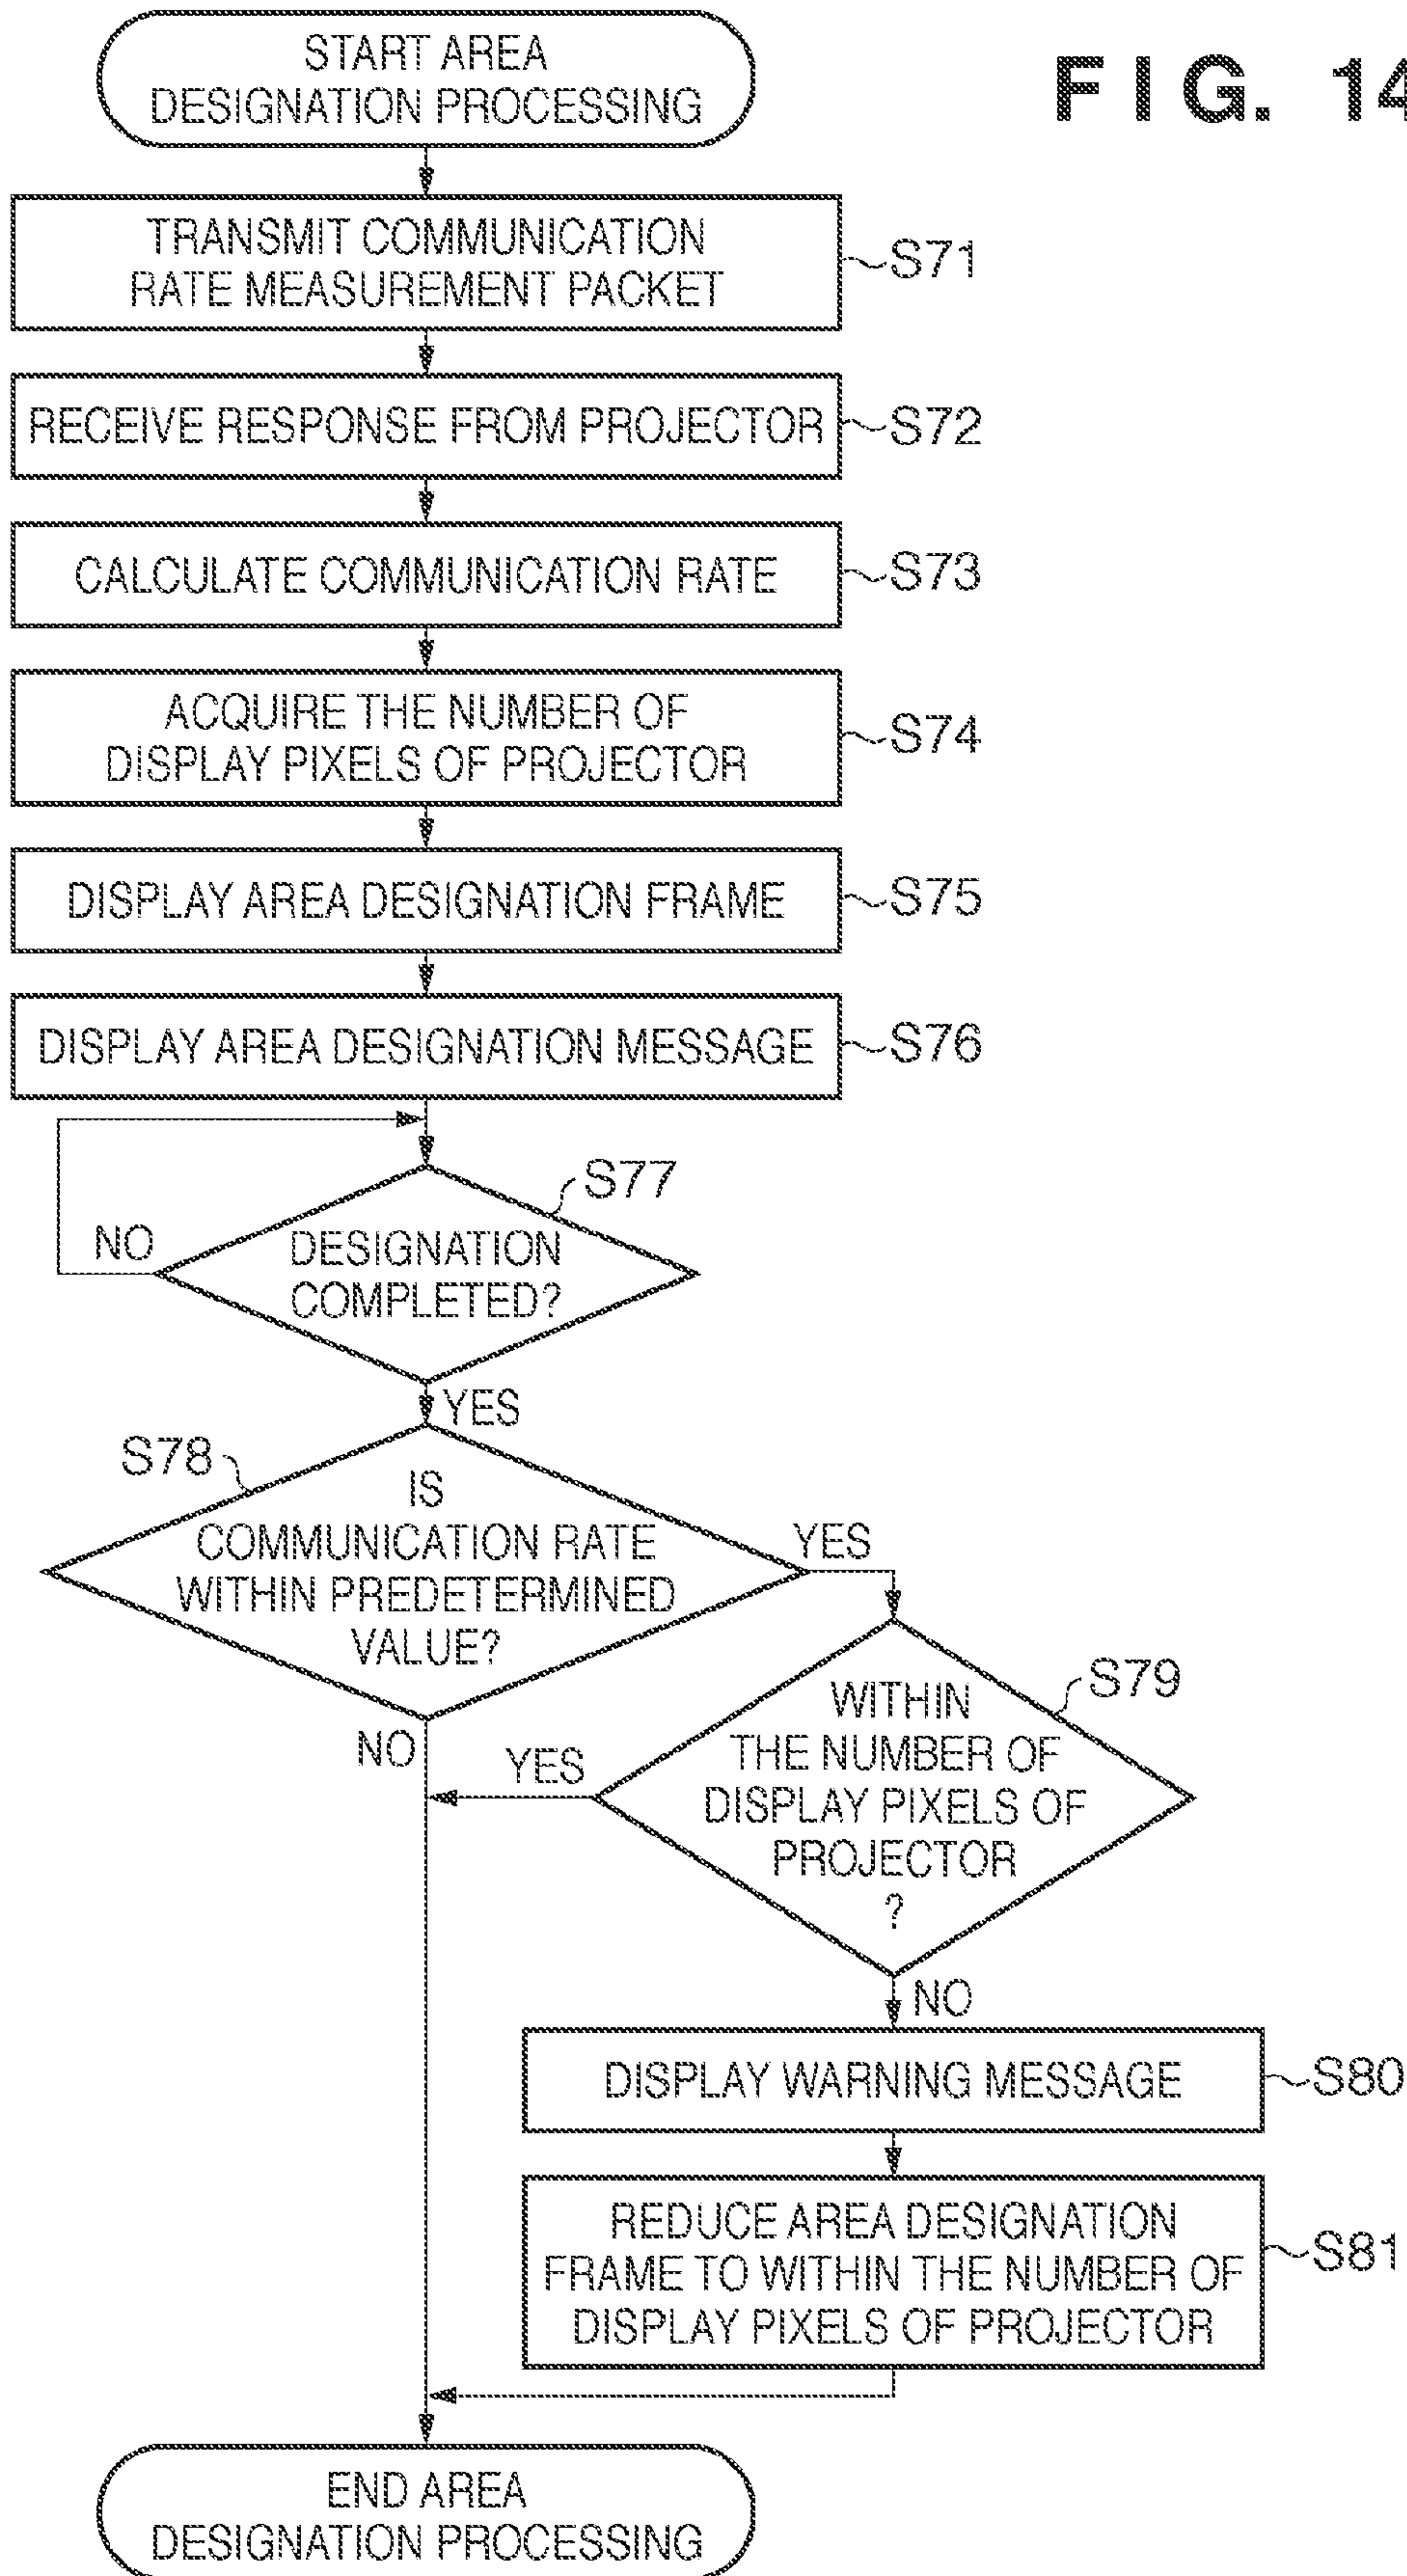 FIG. 14
START AREA
DESIGNATION PROCESSING
TRANSMIT COMMUNICATION
RATE MEASUREMENT PACKET
S71
RECEIVE RESPONSE FROM PROJECTOR
S72
CALCULATE COMMUNICATION RATE
S73
ACQUIRE THE NUMBER OF
DISPLAY PIXELS OF PROJECTOR
S74
DISPLAY AREA DESIGNATION FRAME
S75
DISPLAY AREA DESIGNATION MESSAGE
S76
S77
NO
DESIGNATION
COMPLETED?
YES
S78
IS
COMMUNICATION RATE
WITHIN PREDETERMINED
VALUE?
YES
NO
S79
WITHIN
THE NUMBER OF
DISPLAY PIXELS OF
PROJECTOR
?
YES
NO
DISPLAY WARNING MESSAGE
S80
REDUCE AREA DESIGNATION
FRAME TO WITHIN THE NUMBER OF
DISPLAY PIXELS OF PROJECTOR
S81
END AREA
DESIGNATION PROCESSING